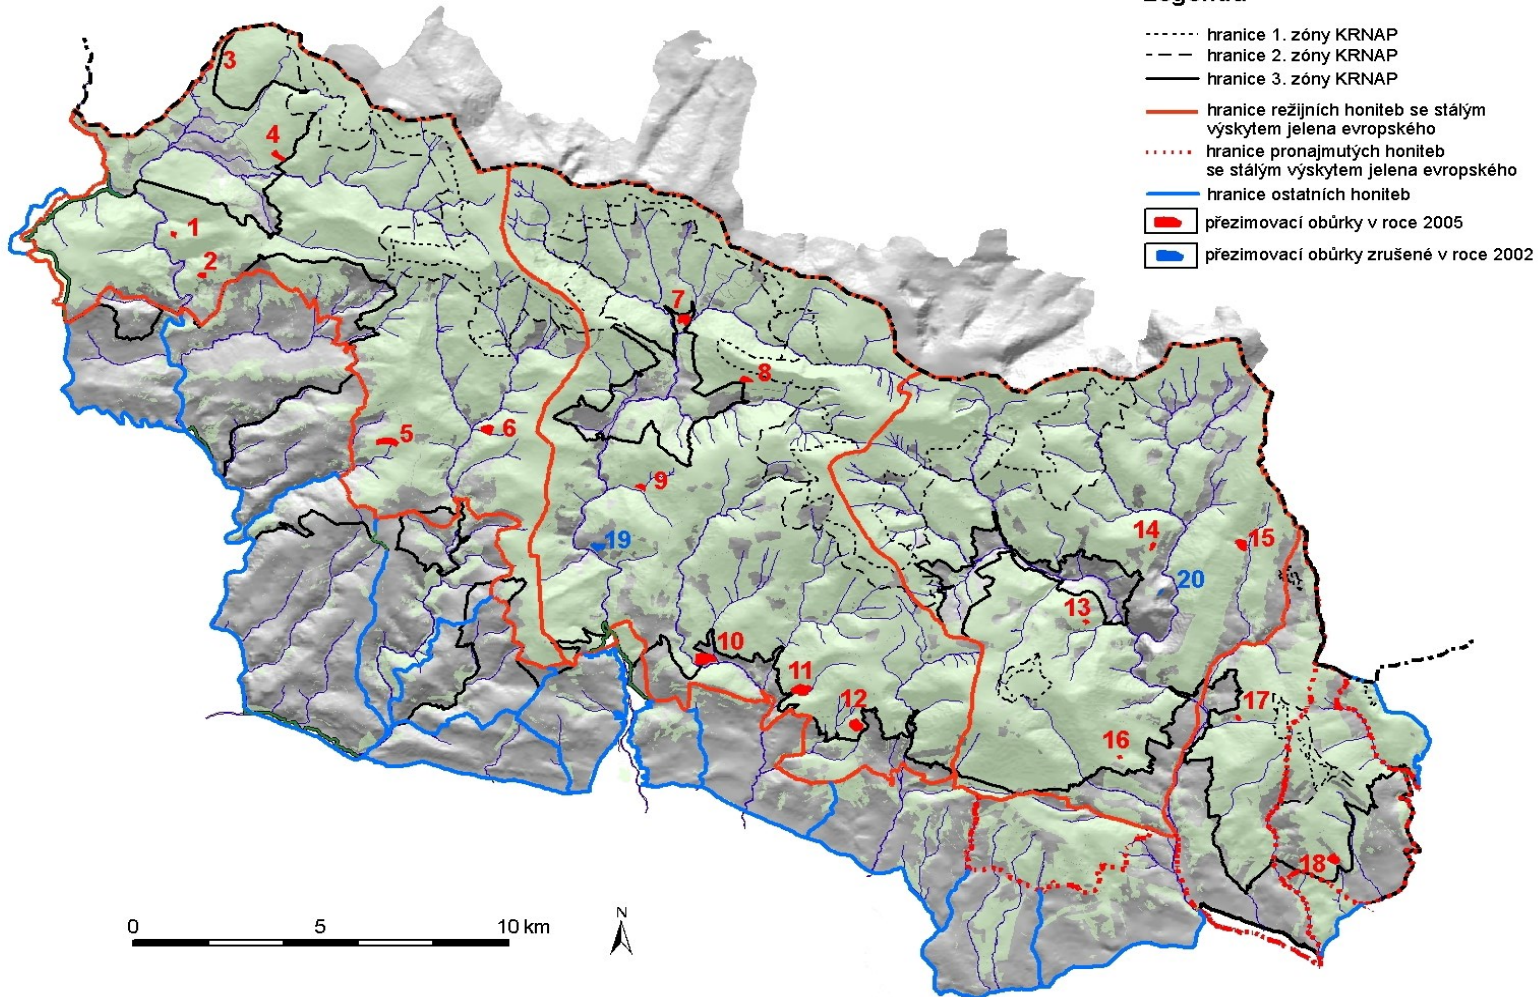 hranice 1. zóny KRNAP
hranice 2. zóny KRNAP
hranice 3. zóny KRNAP
hranice režijních honiteb se stálým
výskytem jelena evropského
hranice pronajmutých honiteb
se stálým výskytem jelena evropského
hranice ostatních honiteb
přezimovací obůrky v roce 2005
přezimovací obůrky zrušené v roce 2002
3
4
1
2
7
8
5
6
9
19
14
15
20
13
10
11
12
17
16
18
0 5 10 km
N